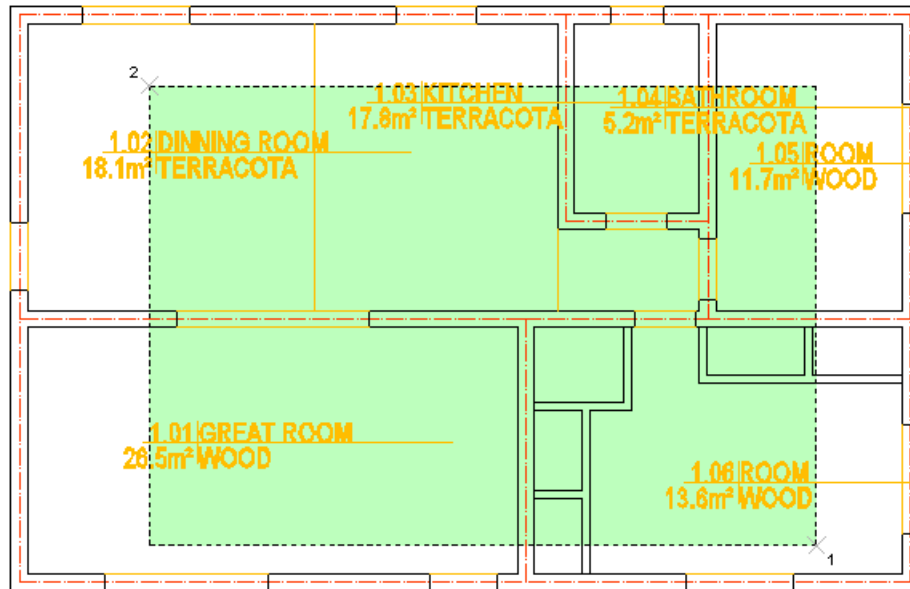 2
1.03 KITCHEN
17.8m² TERRACOTA
1.04 BATHROOM
5.2m² TERRACOTA
1.02 DINNING ROOM
18.1m² TERRACOTA
1.05 ROOM
11.7m² WOOD
1.01 GREAT ROOM
26.5m² WOOD
1.06 ROOM
13.6m² WOOD
1